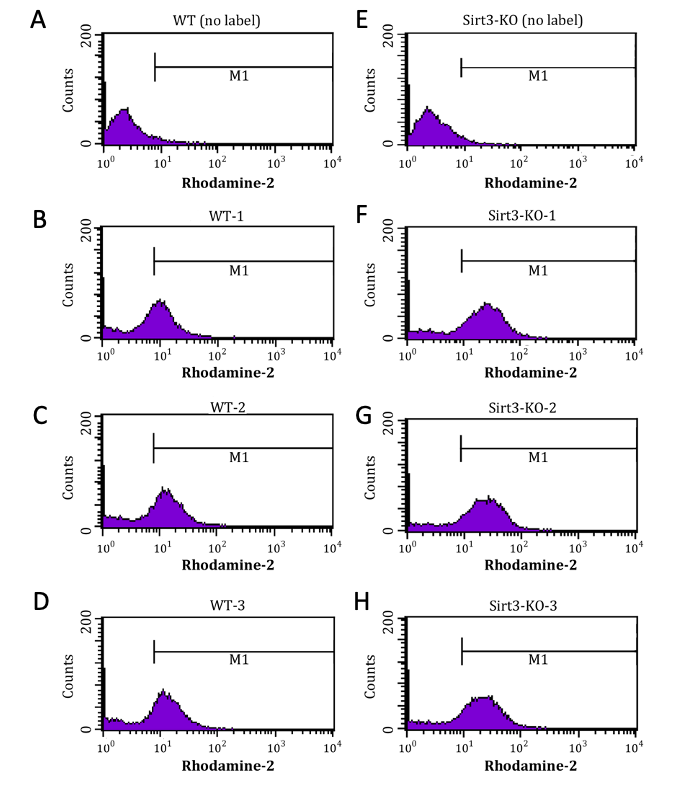 A
WT (no label)
200
Counts
0
M1
10^0 10^1 10^2 10^3 10^4
Rhodamine-2
E
Sirt3-KO (no label)
200
Counts
0
M1
10^0 10^1 10^2 10^3 10^4
Rhodamine-2
B
WT-1
200
Counts
0
M1
10^0 10^1 10^2 10^3 10^4
Rhodamine-2
F
Sirt3-KO-1
200
Counts
0
M1
10^0 10^1 10^2 10^3 10^4
Rhodamine-2
C
WT-2
200
Counts
0
M1
10^0 10^1 10^2 10^3 10^4
Rhodamine-2
G
Sirt3-KO-2
200
Counts
0
M1
10^0 10^1 10^2 10^3 10^4
Rhodamine-2
D
WT-3
200
Counts
0
M1
10^0 10^1 10^2 10^3 10^4
Rhodamine-2
H
Sirt3-KO-3
200
Counts
0
M1
10^0 10^1 10^2 10^3 10^4
Rhodamine-2